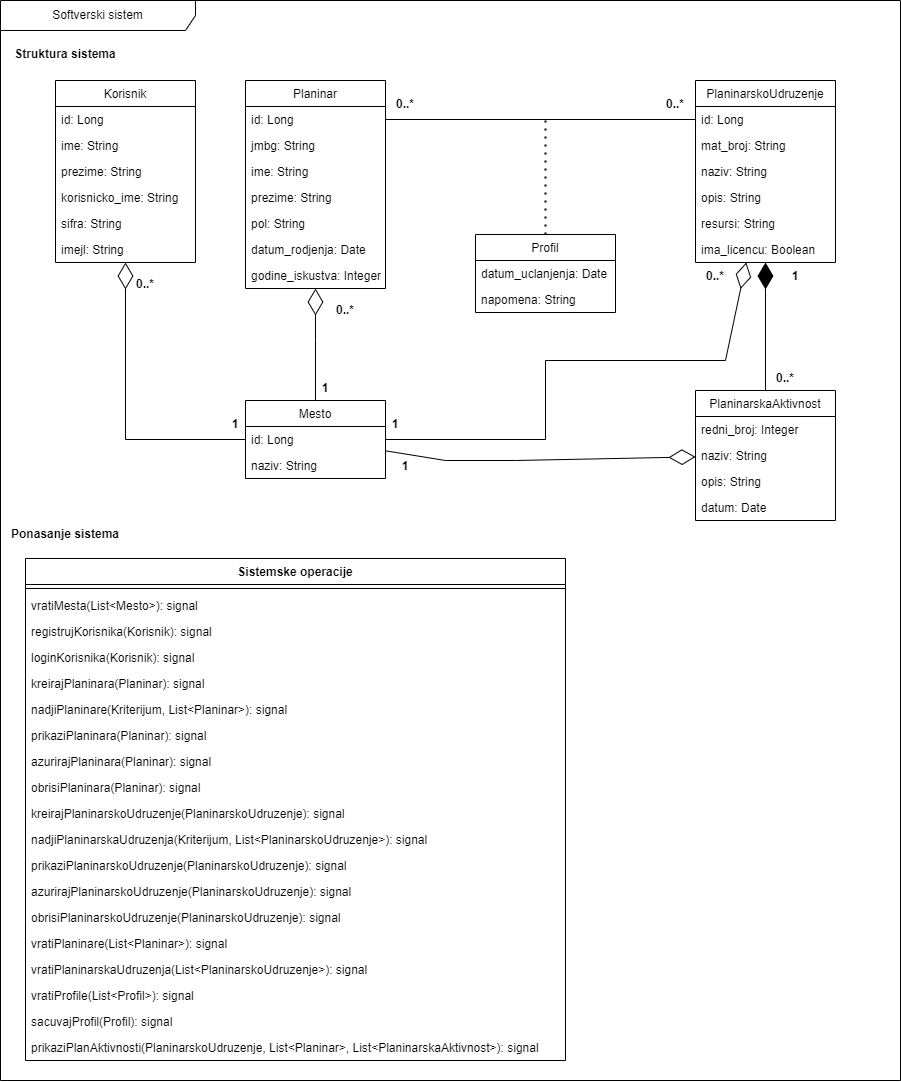 Softverski sistem
Struktura sistema
Korisnik
id: Long
ime: String
prezime: String
korisnicko_ime: String
sifra: String
imejl: String
0..*
Planinar
id: Long
jmbg: String
ime: String
prezime: String
pol: String
datum_rodjenja: Date
godine_iskustva: Integer
0..*
0..*
0..*
PlaninarskoUdruzenje
id: Long
mat_broj: String
naziv: String
opis: String
resursi: String
ima_licencu: Boolean
0..*
1
Profil
datum_uclanjenja: Date
napomena: String
1
1
1
1
Mesto
id: Long
naziv: String
0..*
PlaninarskaAktivnost
redni_broj: Integer
naziv: String
opis: String
datum: Date
Ponasanje sistema
Sistemske operacije
vratiMesta(List<Mesto>): signal
registrujKorisnika(Korisnik): signal
loginKorisnika(Korisnik): signal
kreirajPlaninara(Planinar): signal
nadjiPlaninare(Kriterijum, List<Planinar>): signal
prikaziPlaninara(Planinar): signal
azurirajPlaninara(Planinar): signal
obrisiPlaninara(Planinar): signal
kreirajPlaninarskoUdruzenje(PlaninarskoUdruzenje): signal
nadjiPlaninarskaUdruzenja(Kriterijum, List<PlaninarskoUdruzenje>): signal
prikaziPlaninarskoUdruzenje(PlaninarskoUdruzenje): signal
azurirajPlaninarskoUdruzenje(PlaninarskoUdruzenje): signal
obrisiPlaninarskoUdruzenje(PlaninarskoUdruzenje): signal
vratiPlaninare(List<Planinar>): signal
vratiPlaninarskaUdruzenja(List<PlaninarskoUdruzenje>): signal
vratiProfile(List<Profil>): signal
sacuvajProfil(Profil): signal
prikaziPlanAktivnosti(PlaninarskoUdruzenje, List<Planinar>, List<PlaninarskaAktivnost>): signal